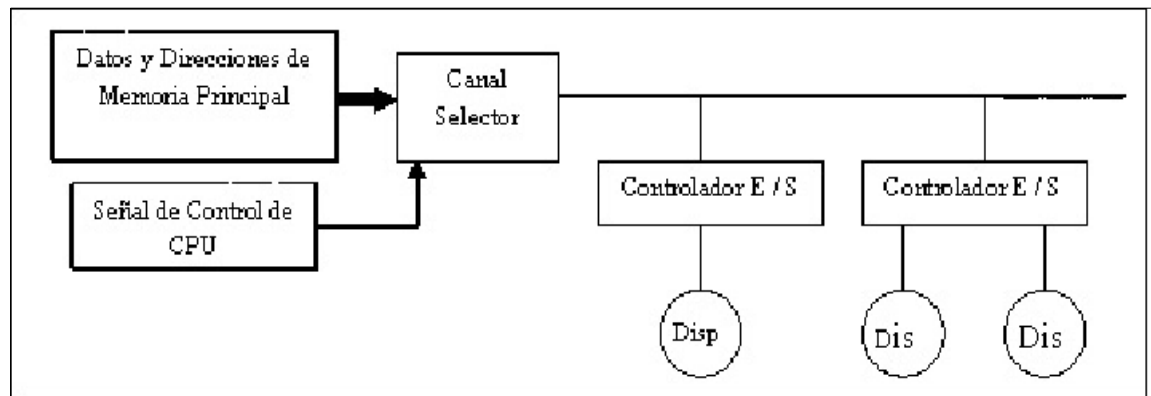 Datos y Direcciones de
Memoria Principal
Canal
Selector
Señal de Control de
CPU
Controlador E / S
Controlador E / S
Disp
Dis
Dis